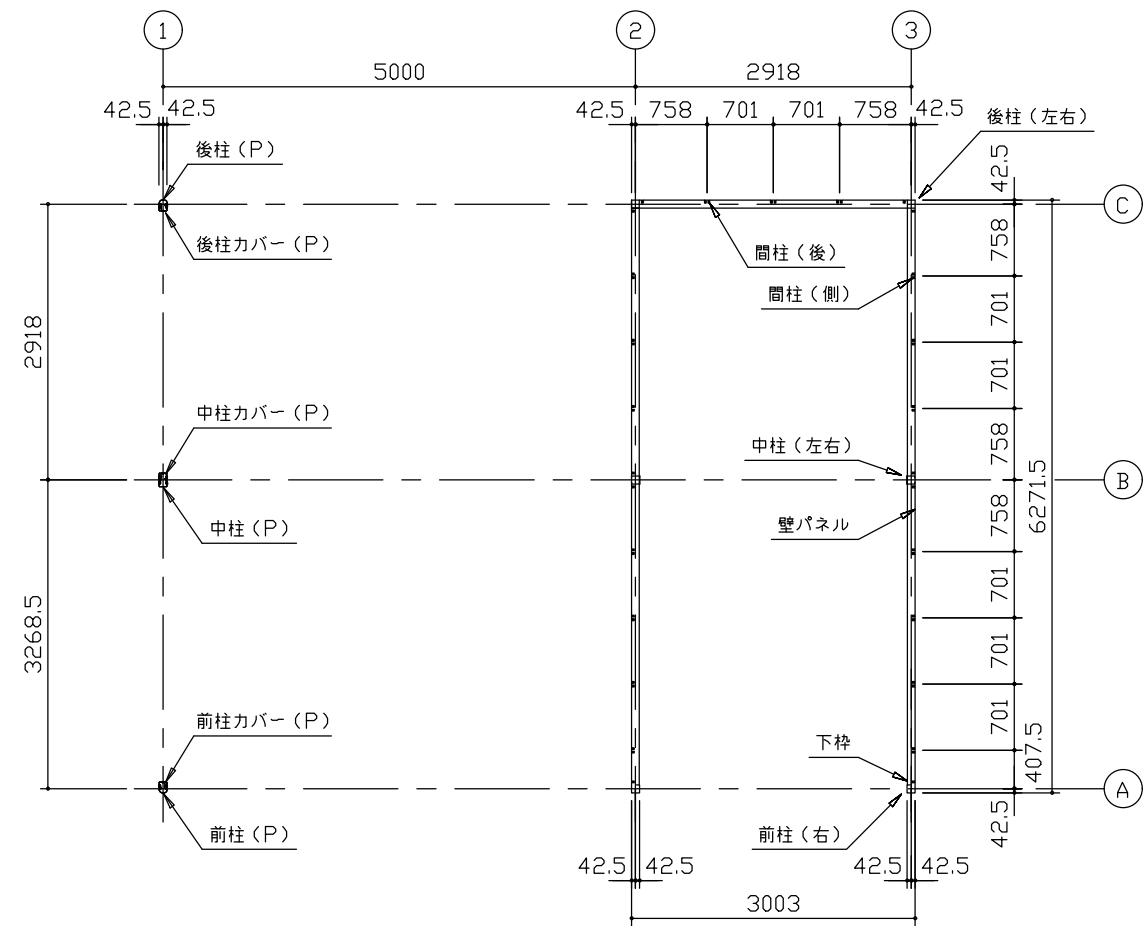 1
2
3
5000
2918
42.5
42.5
42.5
758
701
701
758
42.5
後柱（左右）
後柱（P）
42.5
C
後柱カバー（P）
間柱（後）
758
間柱（側）
701
2918
701
中柱カバー（P）
中柱（左右）
758
B
6271.5
中柱（P）
壁パネル
758
701
3268.5
701
前柱カバー（P）
下枠
701
407.5
A
前柱（P）
前柱（右）
42.5
42.5
42.5
42.5
42.5
3003